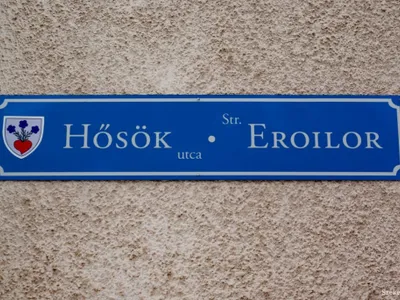 Hősök utca • Str. Eroilor